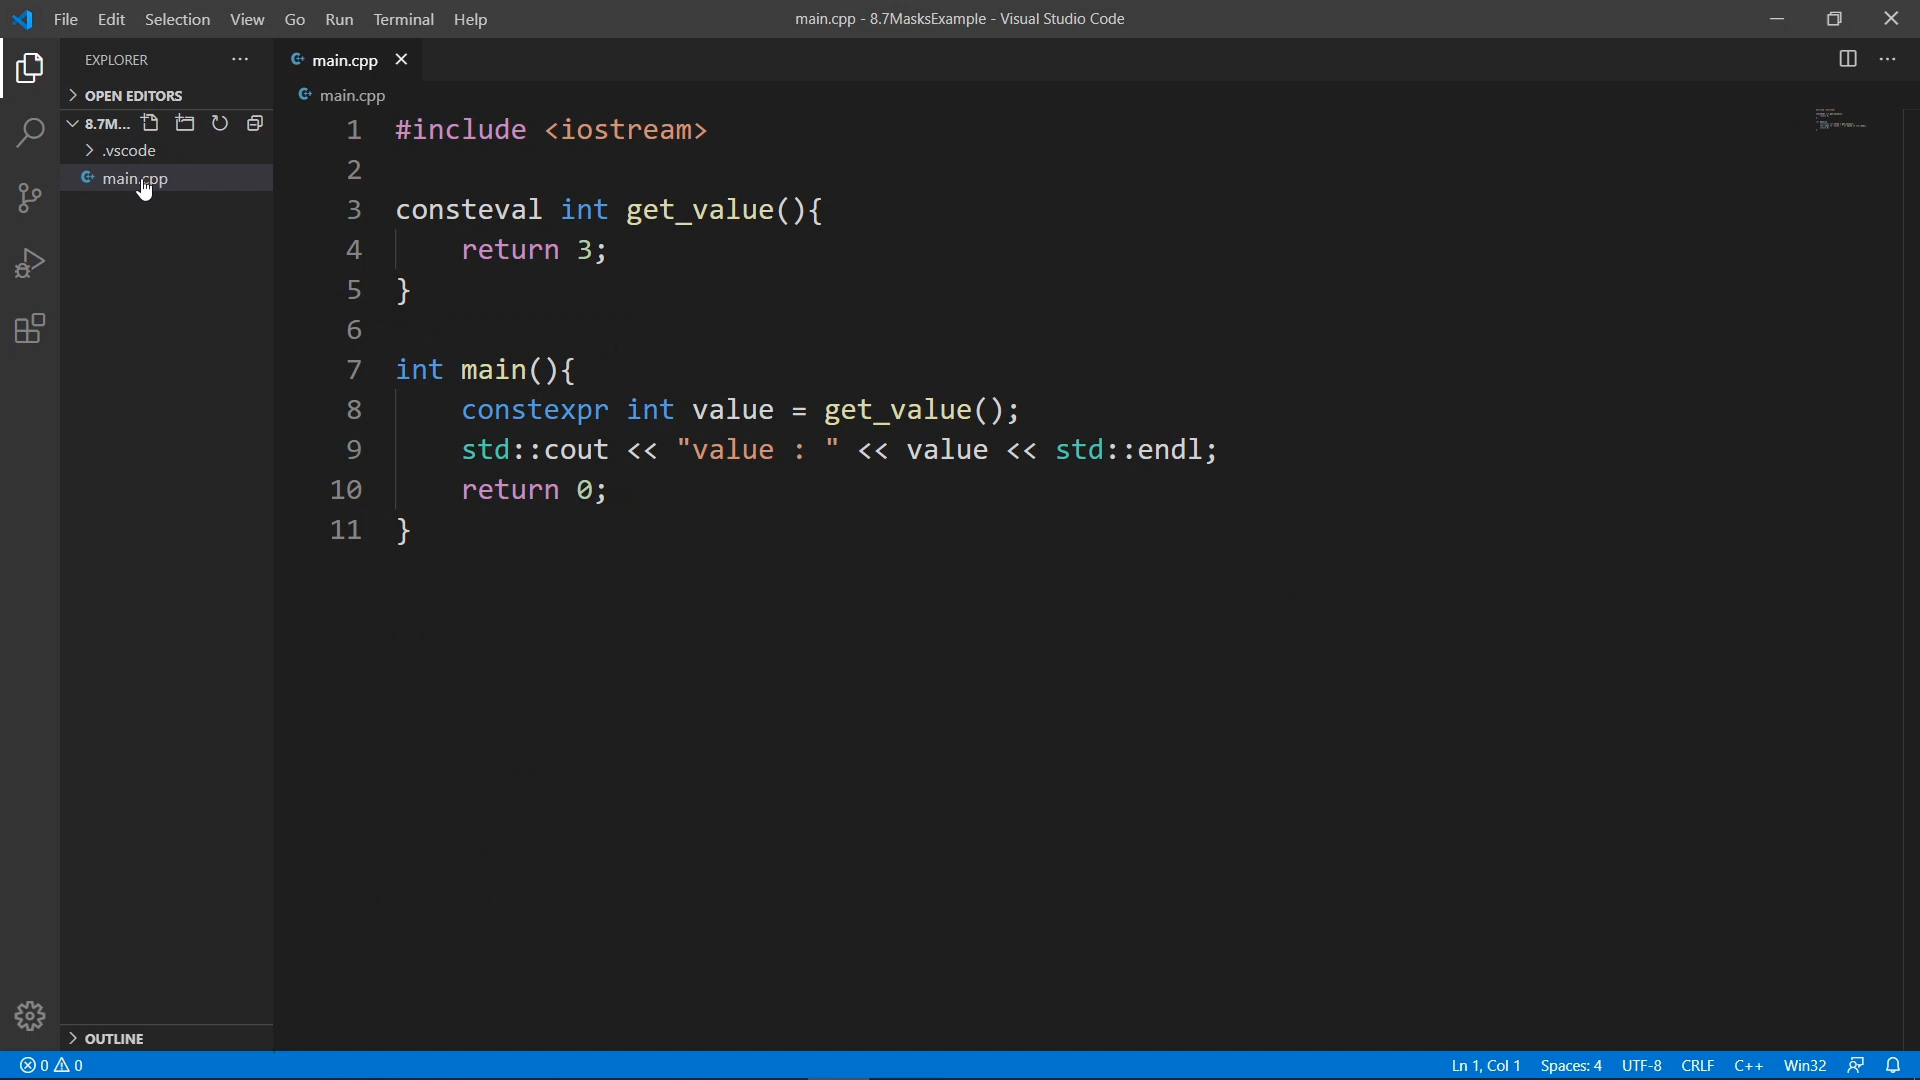 File Edit Selection View Go Run Terminal Help
main.cpp - 8.7MasksExample - Visual Studio Code
EXPLORER
OPEN EDITORS
8.7M...
.vscode
main.cpp
OUTLINE
main.cpp
main.cpp
1 #include <iostream>
2
3 consteval int get_value(){
4 return 3;
5 }
6
7 int main(){
8 constexpr int value = get_value();
9 std::cout << "value : " << value << std::endl;
10 return 0;
11 }
0 0
Ln 1, Col 1 Spaces: 4 UTF-8 CRLF C++ Win32